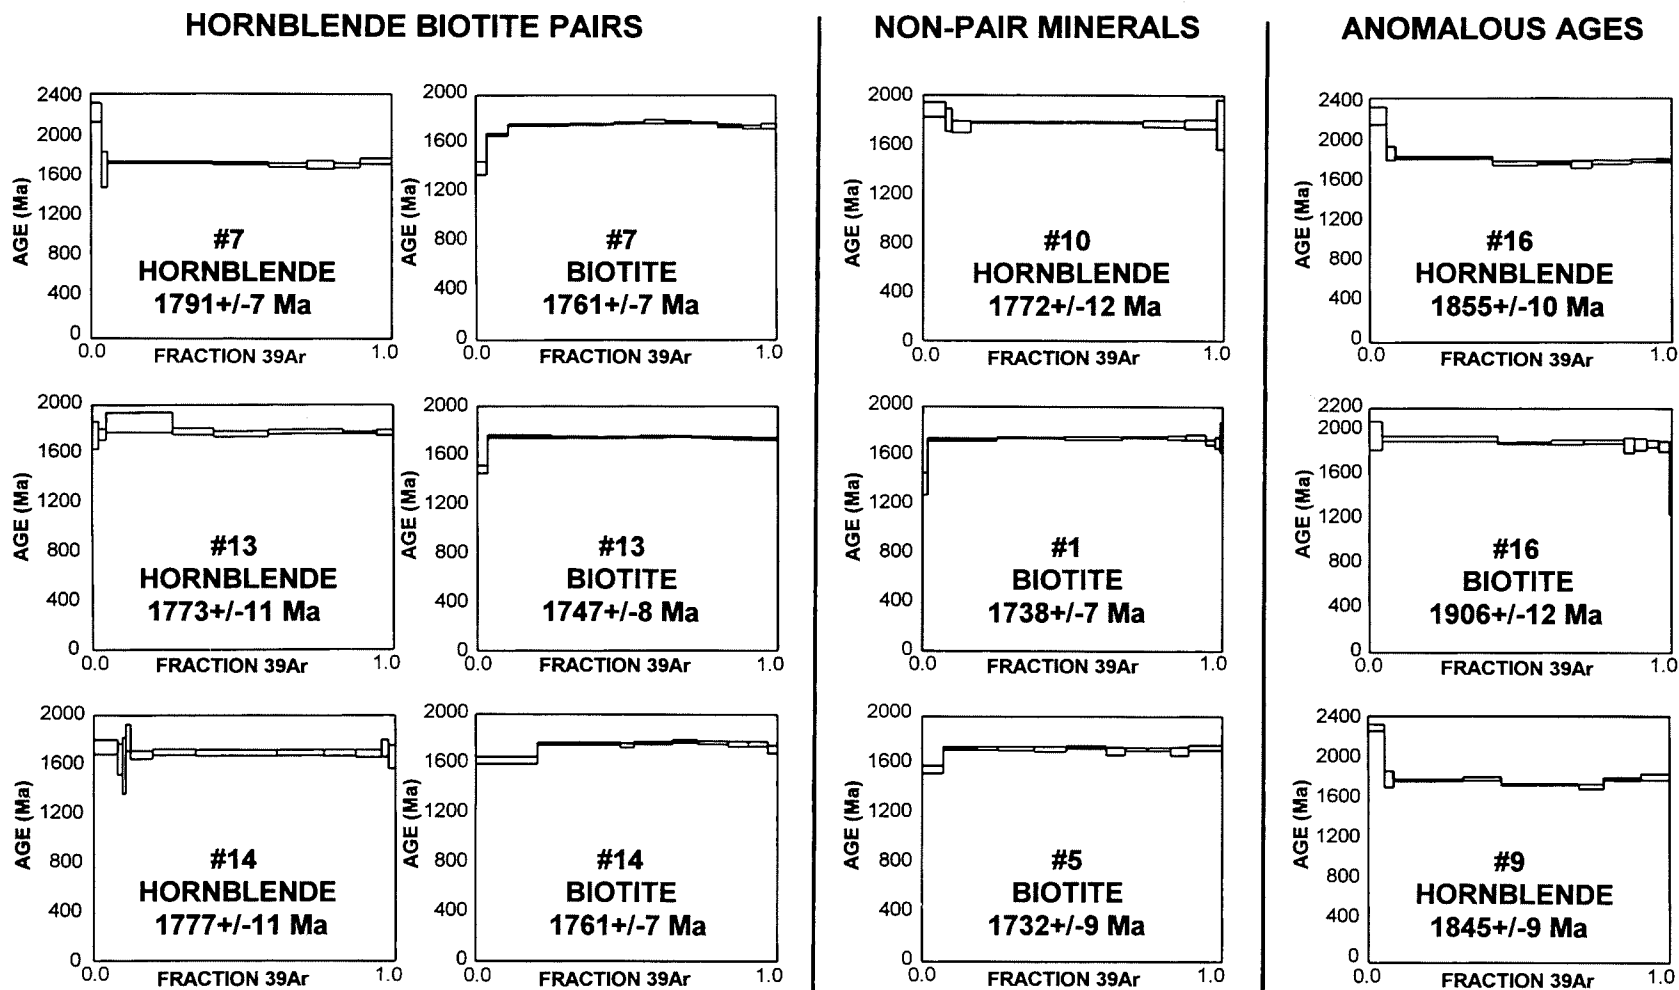 HORNBLENDE BIOTITE PAIRS
NON-PAIR MINERALS
ANOMALOUS AGES
2400
2000
1600
1200
800
400
0
AGE (Ma)
#7
HORNBLENDE
1791+/-7 Ma
0.0
FRACTION 39Ar
1.0
2000
1600
1200
800
400
0
AGE (Ma)
#7
BIOTITE
1761+/-7 Ma
0.0
FRACTION 39Ar
1.0
2000
1600
1200
800
400
0
AGE (Ma)
#10
HORNBLENDE
1772+/-12 Ma
0.0
FRACTION 39Ar
1.0
2400
2000
1600
1200
800
400
0
AGE (Ma)
#16
HORNBLENDE
1855+/-10 Ma
0.0
FRACTION 39Ar
1.0
2000
1600
1200
800
400
0
AGE (Ma)
#13
HORNBLENDE
1773+/-11 Ma
0.0
FRACTION 39Ar
1.0
2000
1600
1200
800
400
0
AGE (Ma)
#13
BIOTITE
1747+/-8 Ma
0.0
FRACTION 39Ar
1.0
2000
1600
1200
800
400
0
AGE (Ma)
#1
BIOTITE
1738+/-7 Ma
0.0
FRACTION 39Ar
1.0
2200
2000
1600
1200
800
400
0
AGE (Ma)
#16
BIOTITE
1906+/-12 Ma
0.0
FRACTION 39Ar
1.0
2000
1600
1200
800
400
0
AGE (Ma)
#14
HORNBLENDE
1777+/-11 Ma
0.0
FRACTION 39Ar
1.0
2000
1600
1200
800
400
0
AGE (Ma)
#14
BIOTITE
1761+/-7 Ma
0.0
FRACTION 39Ar
1.0
2000
1600
1200
800
400
0
AGE (Ma)
#5
BIOTITE
1732+/-9 Ma
0.0
FRACTION 39Ar
1.0
2400
2000
1600
1200
800
400
0
AGE (Ma)
#9
HORNBLENDE
1845+/-9 Ma
0.0
FRACTION 39Ar
1.0